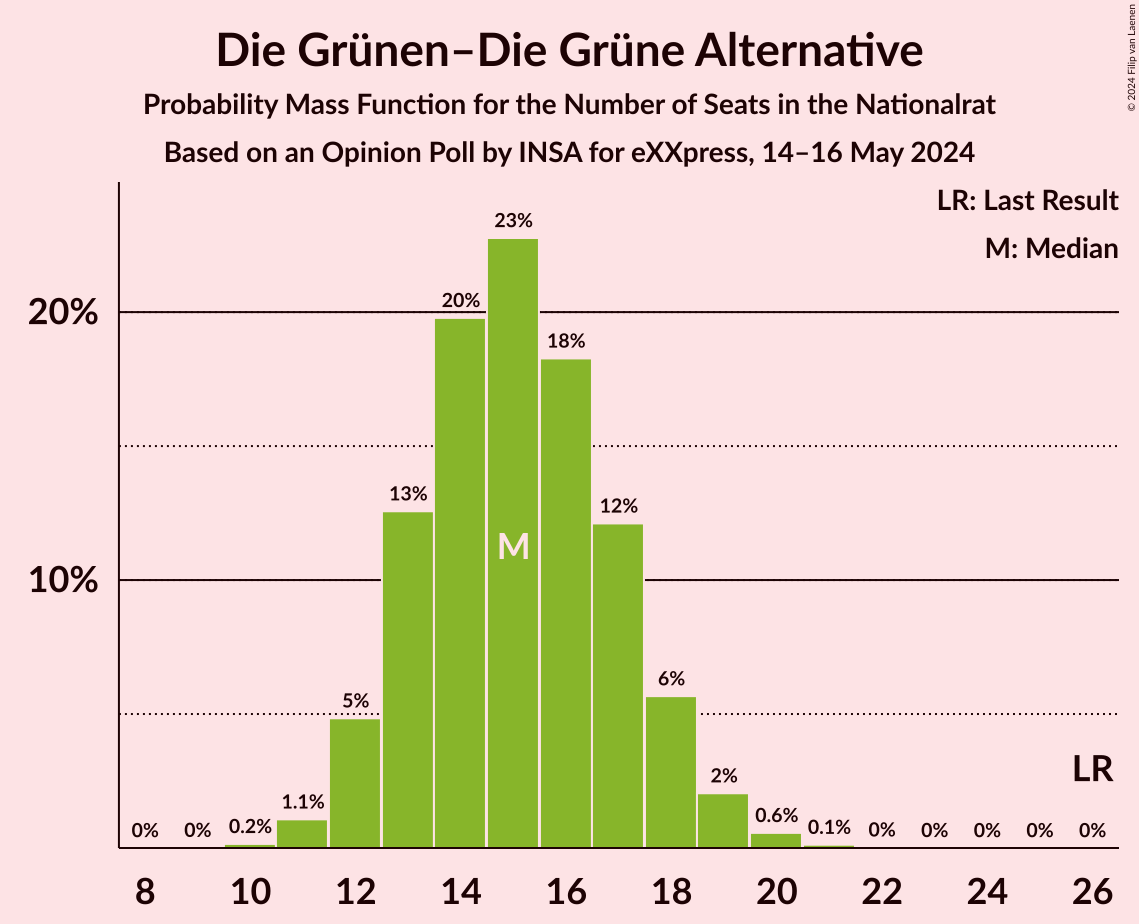 Die Grünen–Die Grüne Alternative
Probability Mass Function for the Number of Seats in the Nationalrat
Based on an Opinion Poll by INSA for eXXpress, 14–16 May 2024
© 2024 Filip van Laenen
LR: Last Result
M: Median
20%
10%
0%
0%
0.2%
1.1%
5%
13%
20%
23%
18%
12%
6%
2%
0.6%
0.1%
0%
0%
0%
0%
0%
M
LR
8 10 12 14 16 18 20 22 24 26